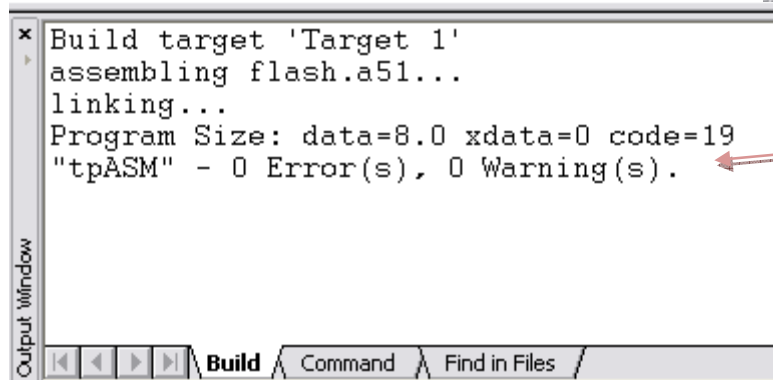 Build target 'Target 1'
assembling flash.a51...
linking...
Program Size: data=8.0 xdata=0 code=19
"tpASM" - 0 Error(s), 0 Warning(s).
Output Window
Build Command Find in Files